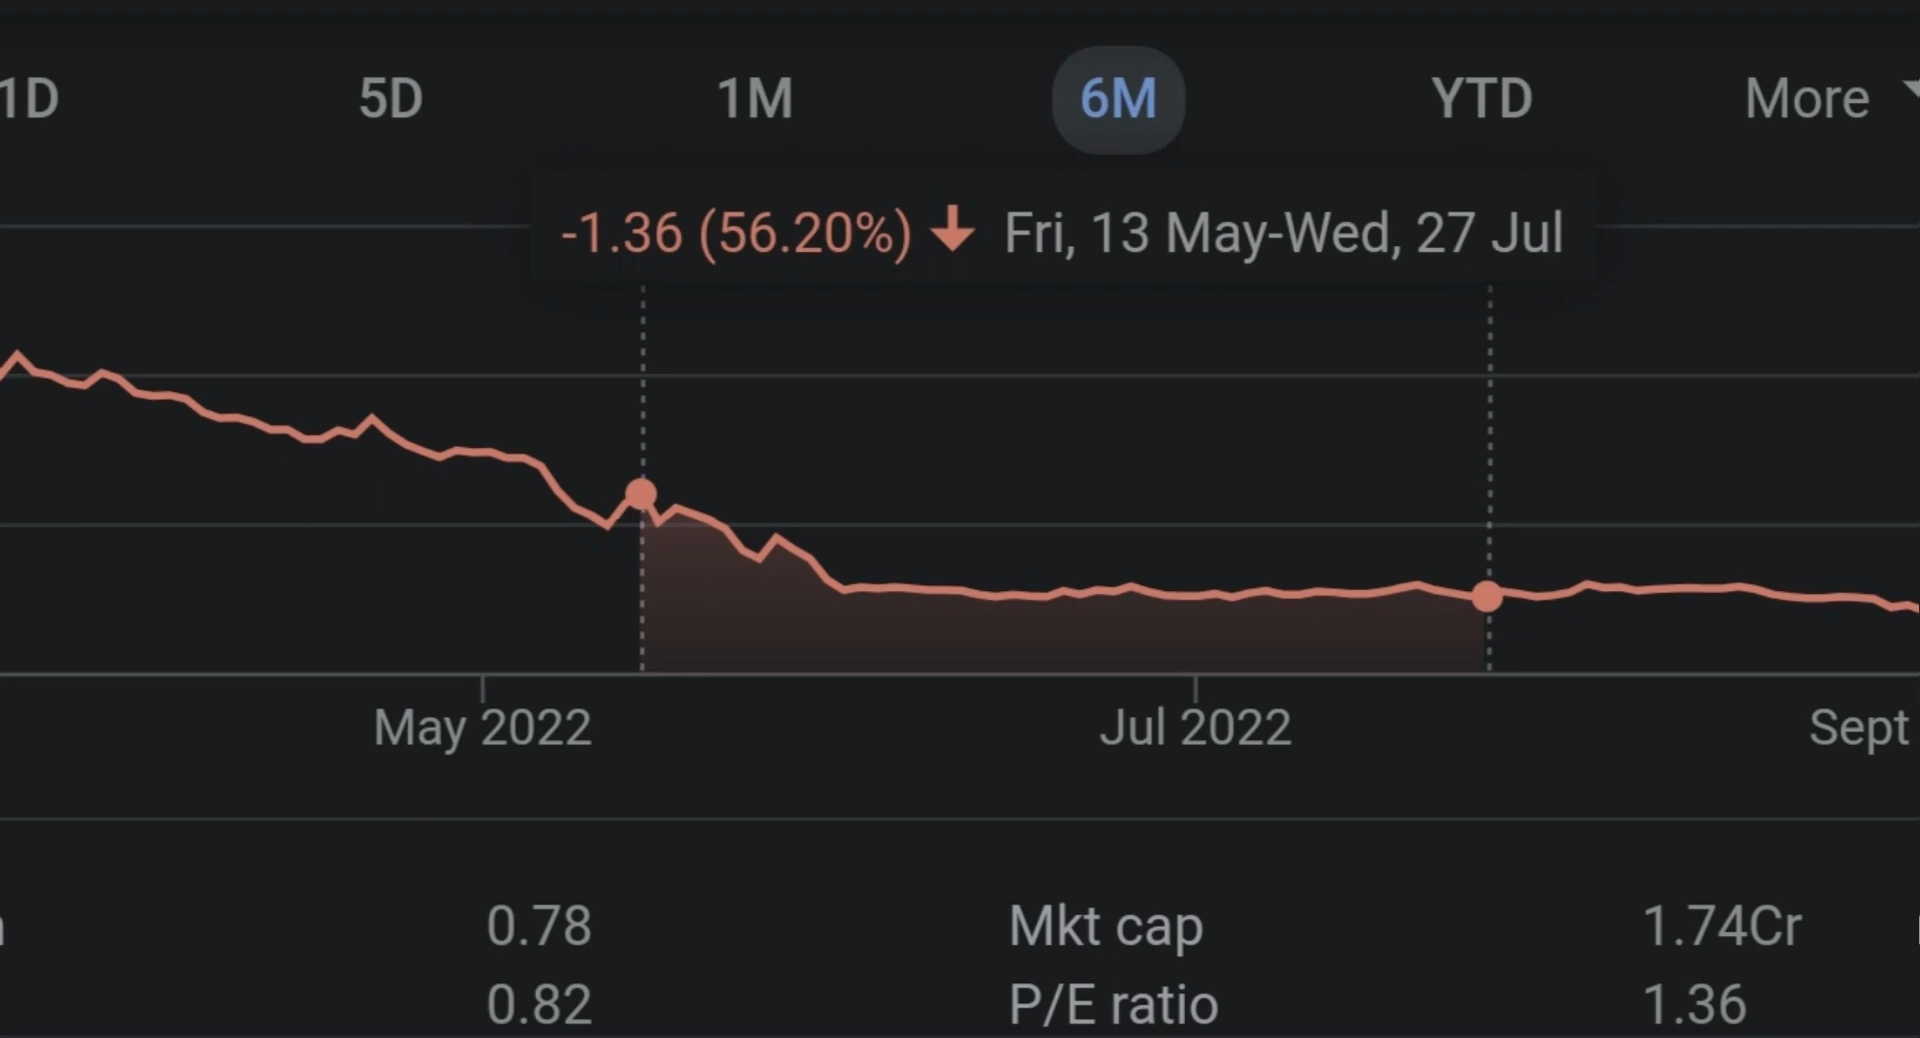 1D 5D 1M 6M YTD More
-1.36 (56.20%) Fri, 13 May-Wed, 27 Jul
May 2022 Jul 2022 Sept
0.78 Mkt cap 1.74Cr
0.82 P/E ratio 1.36